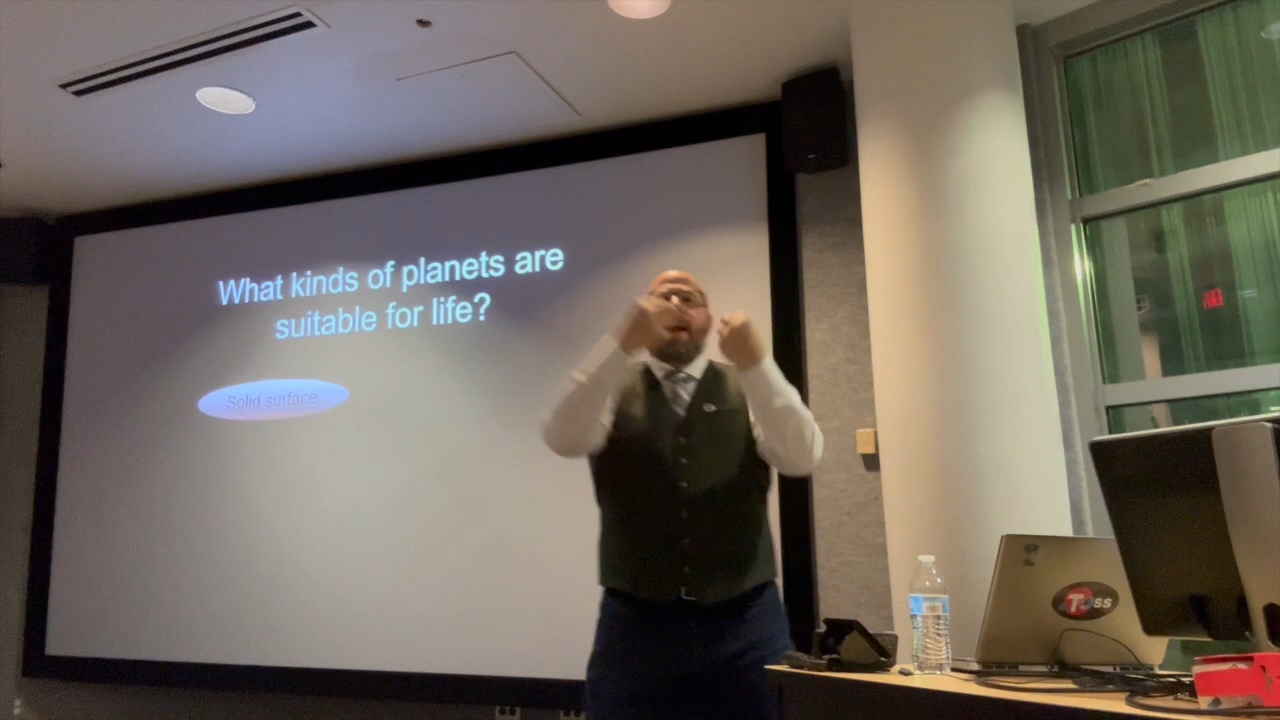 What kinds of planets are
suitable for life?
Solid surface
Toss